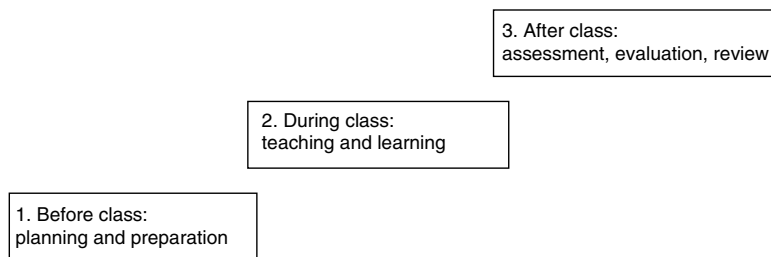 3. After class:
assessment, evaluation, review
2. During class:
teaching and learning
1. Before class:
planning and preparation